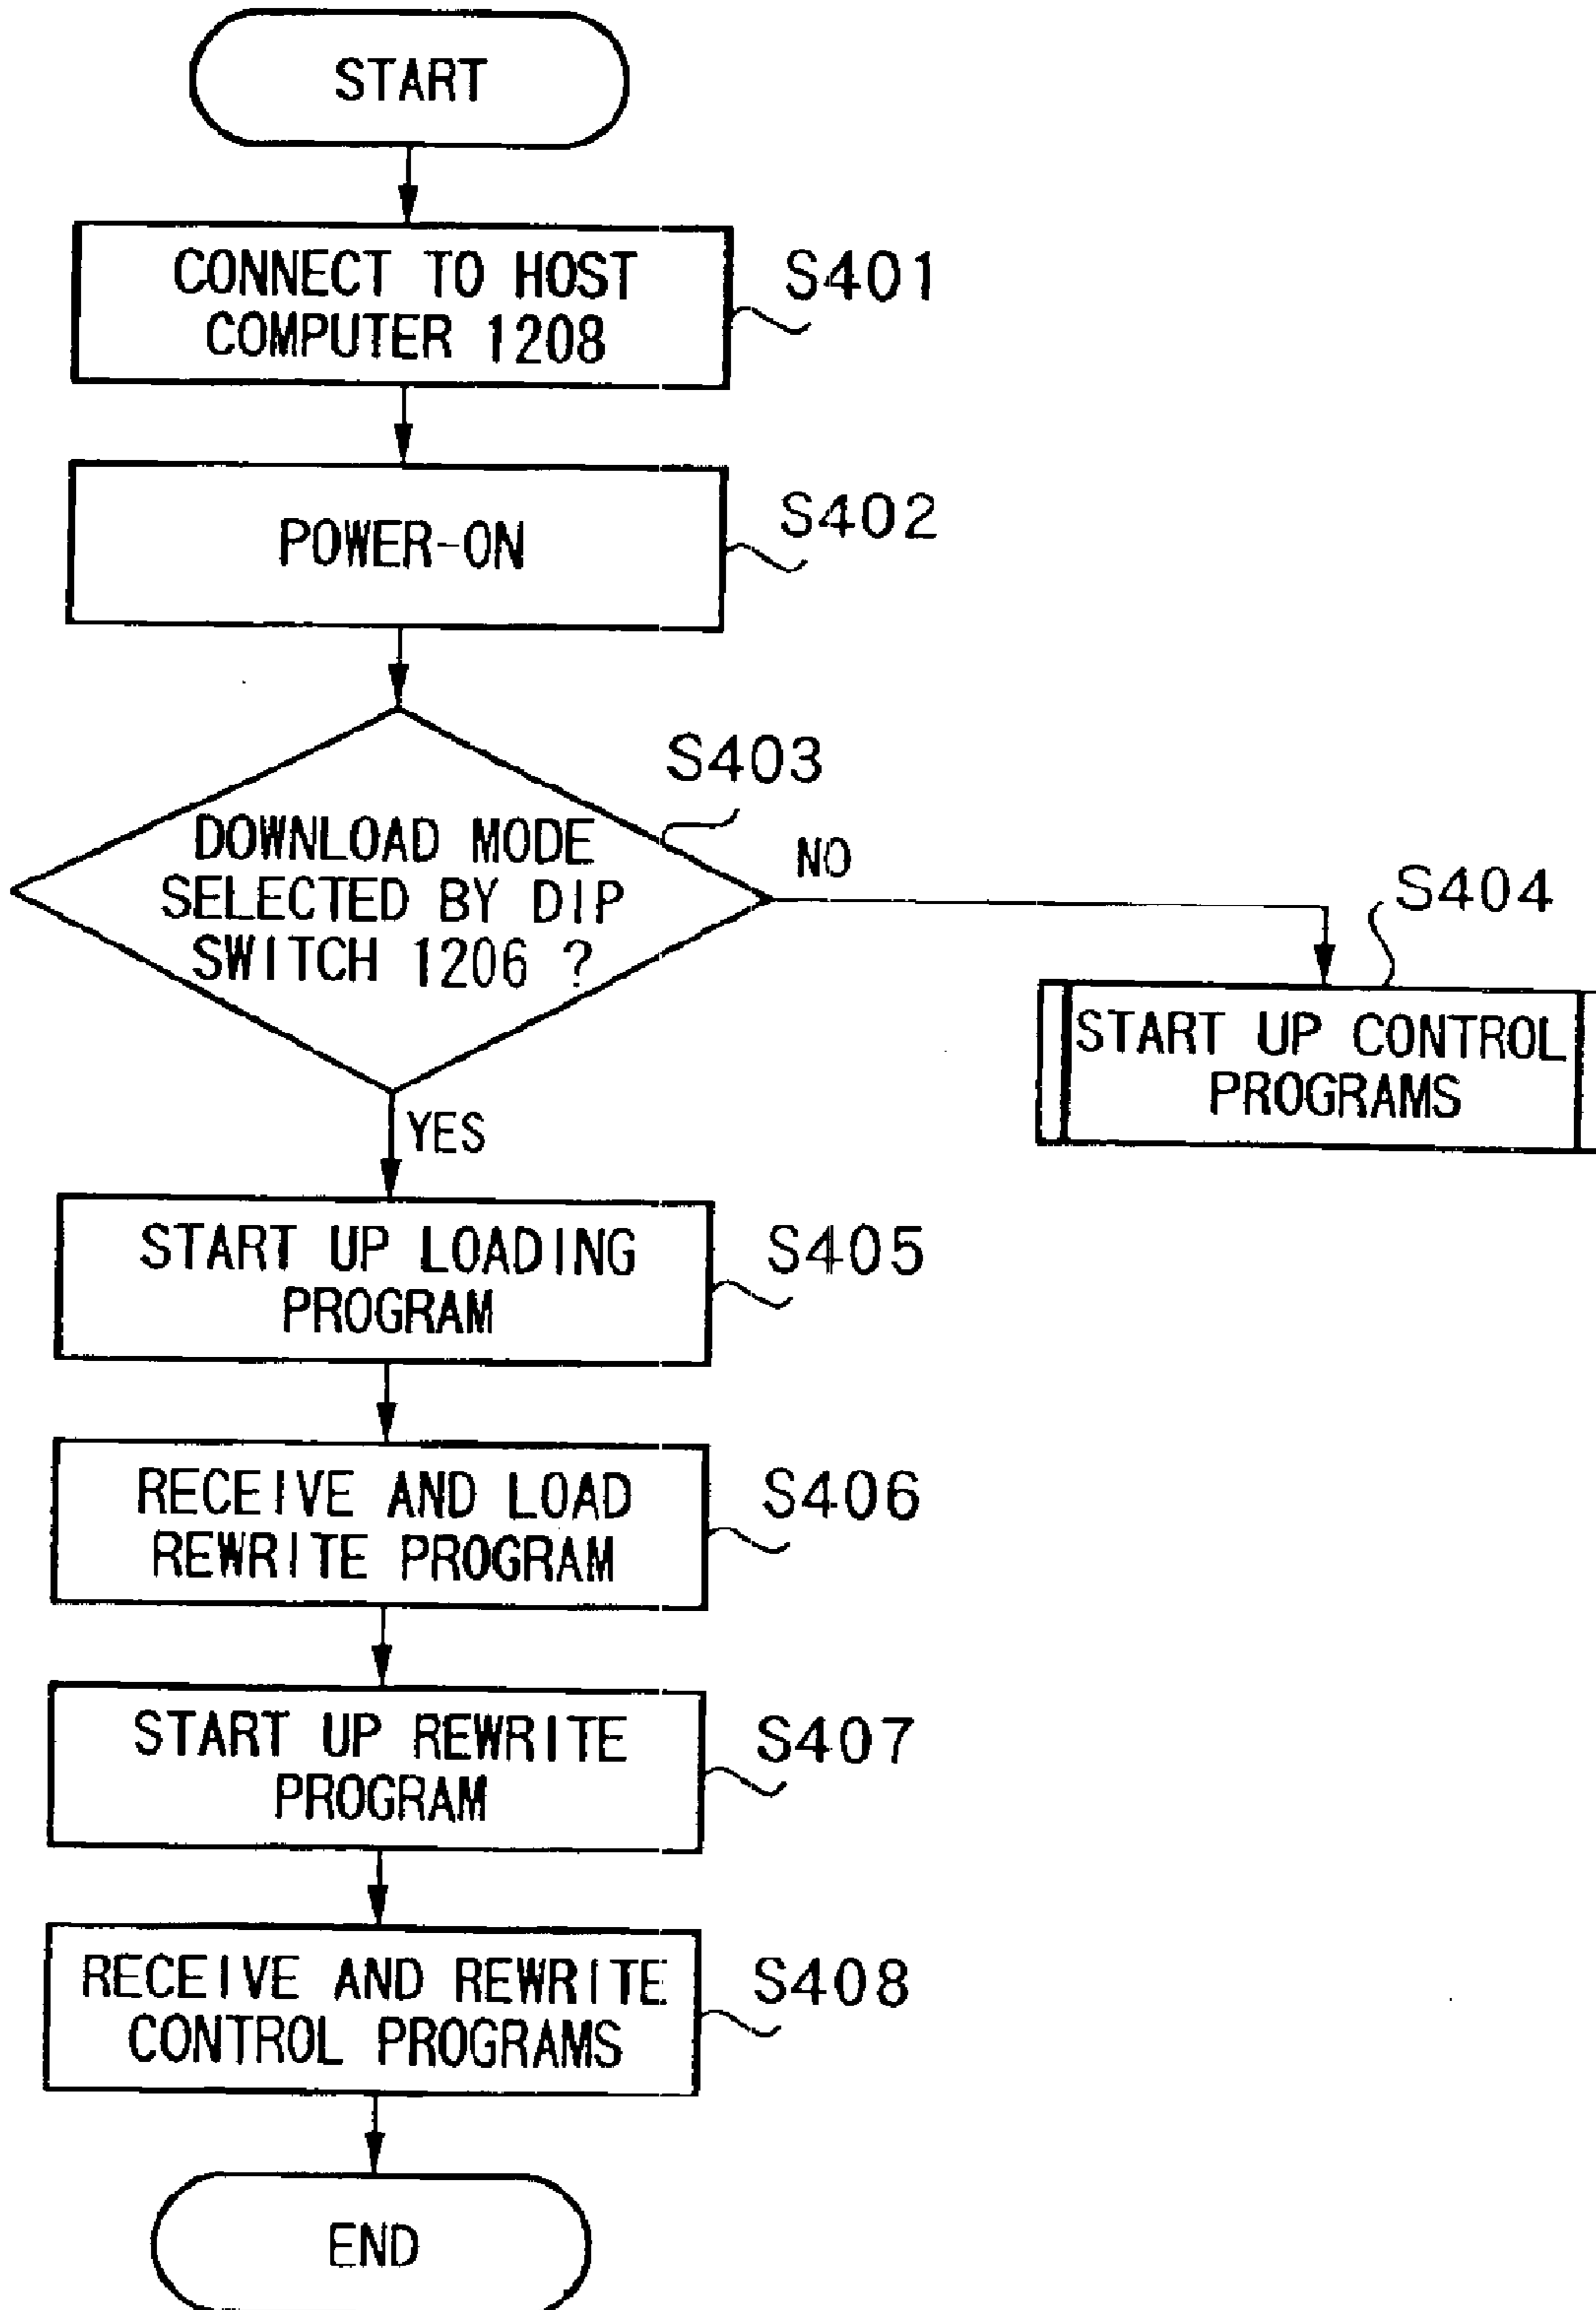 START
CONNECT TO HOST
COMPUTER 1208
S401
POWER-ON
S402
S403
DOWNLOAD MODE
SELECTED BY DIP
SWITCH 1206 ?
NO
S404
START UP CONTROL
PROGRAMS
YES
START UP LOADING
PROGRAM
S405
RECEIVE AND LOAD
REWRITE PROGRAM
S406
START UP REWRITE
PROGRAM
S407
RECEIVE AND REWRITE
CONTROL PROGRAMS
S408
END